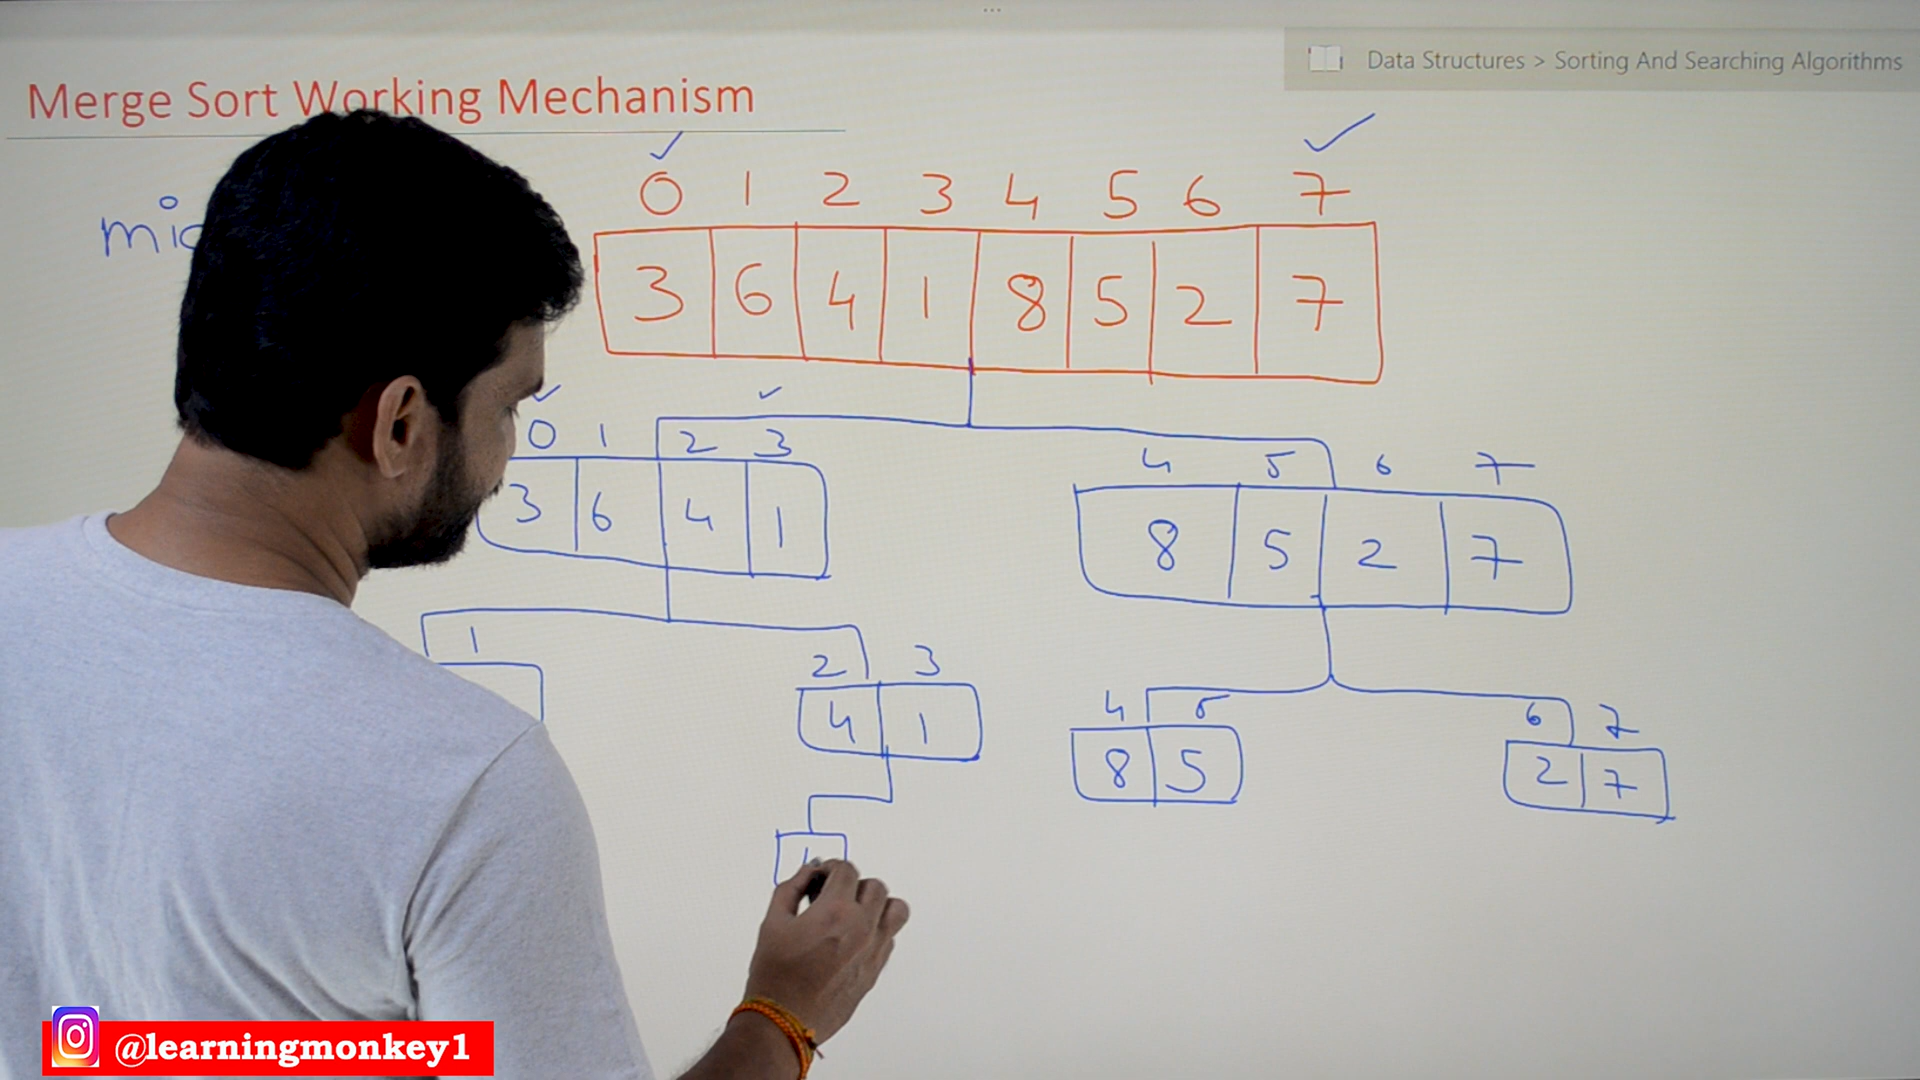 Data Structures > Sorting And Searching Algorithms
Merge Sort Working Mechanism
0 1 2 3 4 5 6 7
3 6 4 1 8 5 2 7
0 1 2 3
3 6 4 1
4 5 6 7
8 5 2 7
1
2 3
4 1
4 5
8 5
6 7
2 7
@learningmonkey1